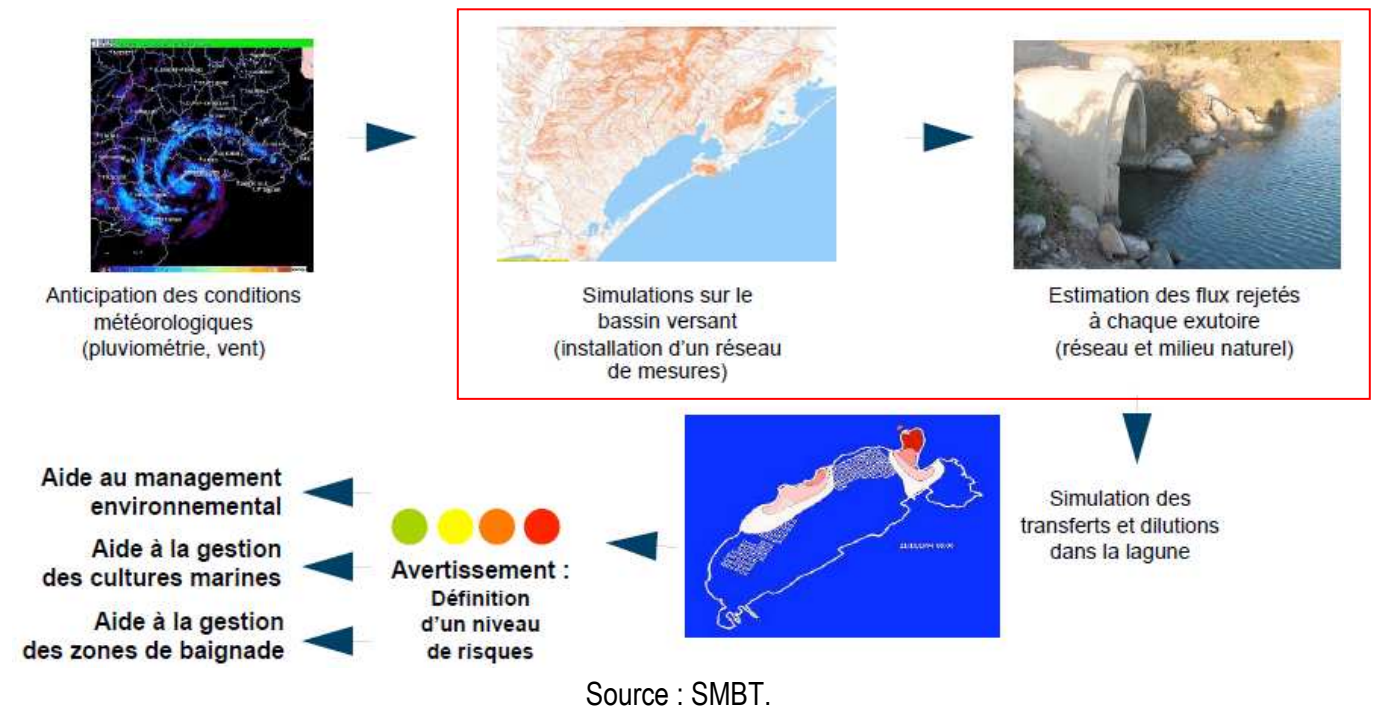 Anticipation des conditions
météorologiques
(pluviométrie, vent)
Simulations sur le
bassin versant
(installation d'un réseau
de mesures)
Estimation des flux rejetés
à chaque exutoire
(réseau et milieu naturel)
Simulation des
transferts et dilutions
dans la lagune
Avertissement :
Définition
d'un niveau
de risques
Aide au management
environnemental
Aide à la gestion
des cultures marines
Aide à la gestion
des zones de baignade
Source : SMBT.